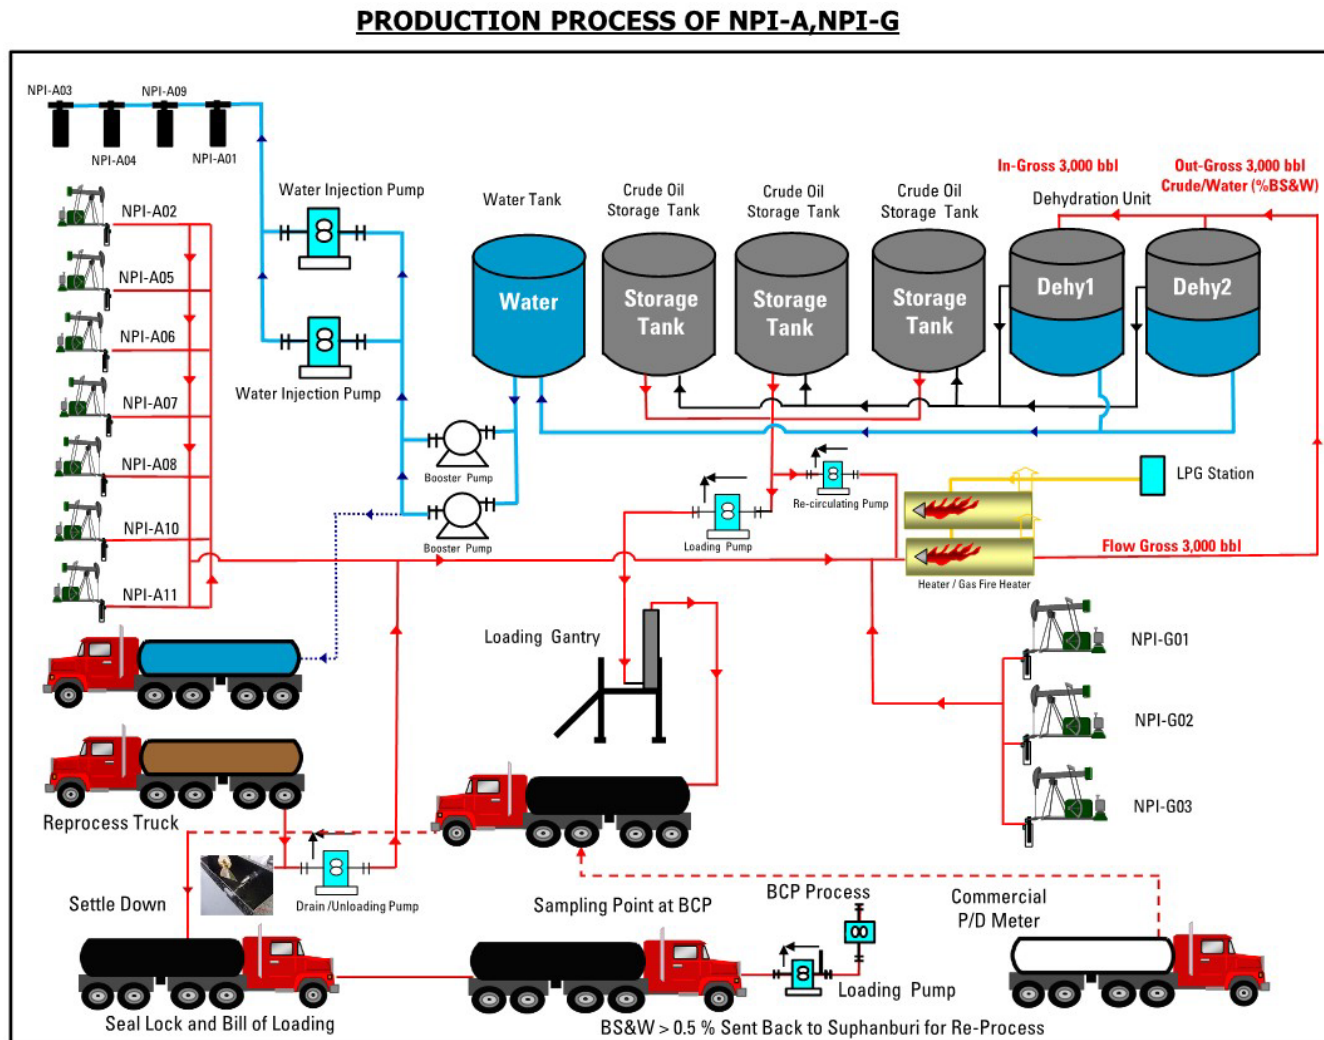 PRODUCTION PROCESS OF NPI-A,NPI-G
NPI-A03
NPI-A09
NPI-A04
NPI-A01
NPI-A02
NPI-A05
NPI-A06
NPI-A07
NPI-A08
NPI-A10
NPI-A11
Water Injection Pump
Water Injection Pump
Water Tank
Crude Oil
Storage Tank
Crude Oil
Storage Tank
Crude Oil
Storage Tank
In-Gross 3,000 bbl
Dehydration Unit
Out-Gross 3,000 bbl
Crude/Water (%BS&W)
Water
Storage
Tank
Storage
Tank
Storage
Tank
Dehy1
Dehy2
Booster Pump
Booster Pump
Loading Pump
Re-circulating Pump
LPG Station
Flow Gross 3,000 bbl
Heater / Gas Fire Heater
Loading Gantry
NPI-G01
NPI-G02
NPI-G03
Reprocess Truck
Drain /Unloading Pump
Settle Down
Seal Lock and Bill of Loading
Sampling Point at BCP
BCP Process
Loading Pump
Commercial
P/D Meter
BS&W > 0.5 % Sent Back to Suphanburi for Re-Process